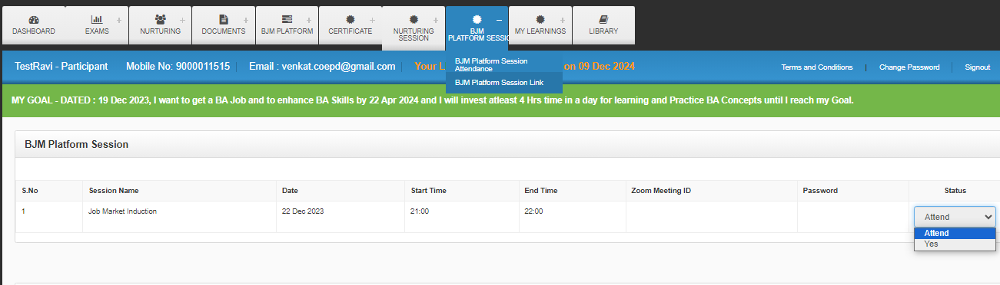 DASHBOARD
EXAMS
NURTURING
DOCUMENTS
BJM PLATFORM
CERTIFICATE
NURTURING
SESSION
BJM
PLATFORM SESSIO
MY LEARNINGS
LIBRARY
TestRavi - Participant Mobile No: 9000011515 Email : venkat.coepd@gmail.com Your L on 09 Dec 2024
BJM Platform Session
Attendance
BJM Platform Session Link
Terms and Conditions | Change Password Signout
MY GOAL - DATED : 19 Dec 2023, I want to get a BA Job and to enhance BA Skills by 22 Apr 2024 and I will invest atleast 4 Hrs time in a day for learning and Practice BA Concepts until I reach my Goal.
BJM Platform Session
S.No Session Name Date Start Time End Time Zoom Meeting ID Password Status
1 Job Market Induction 22 Dec 2023 21:00 22:00 Attend
Attend
Yes